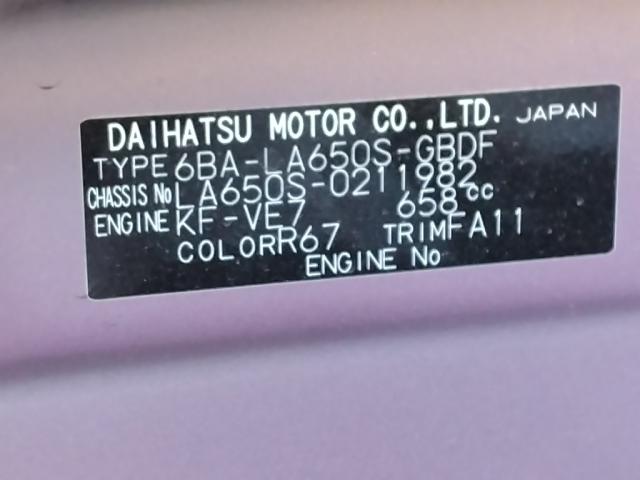 DAIHATSU MOTOR CO.,LTD. JAPAN
TYPE 6BA-LA650S-GBDF
CHASSIS No LA650S-0211982
ENGINE KF-VE7 658cc
COLOR R67 TRIM FA11
ENGINE No